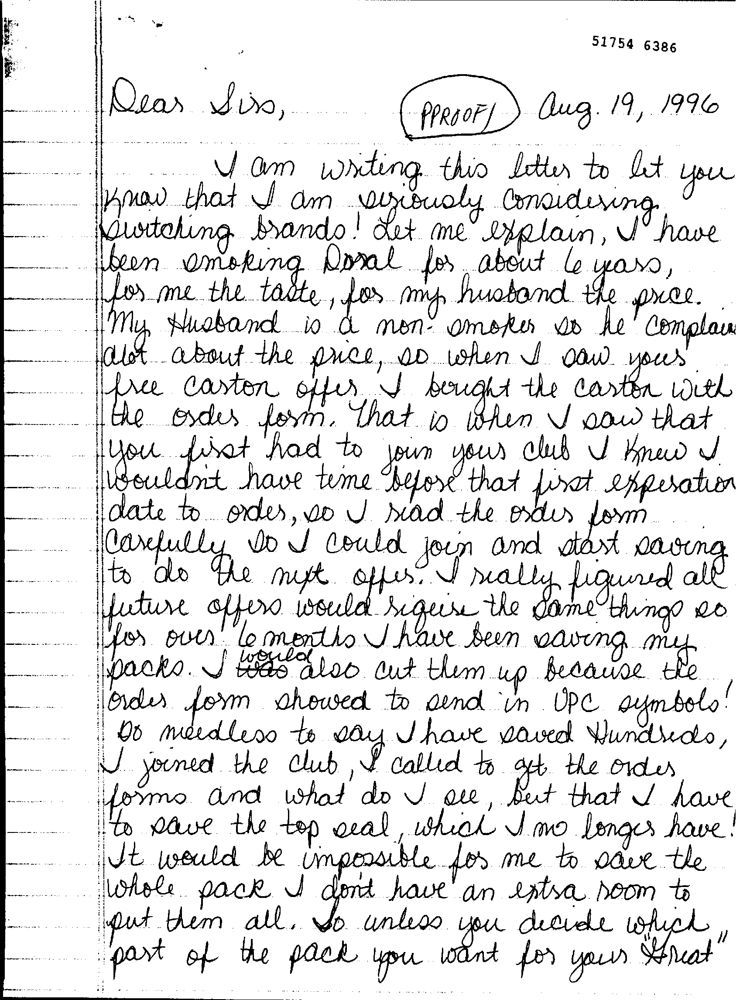 51754 6386
Dear Sirs, PPROOF1 Aug. 19, 1996
I am writing this letter to let you
know that I am seriously considering
switching brands! Let me explain, I have
been smoking Doral for about 6 years,
for me the taste, for my husband the price.
My Husband is a non-smoker so he complain
alot about the price, so when I saw your
free carton offer I bought the carton with
the order form. That is when I saw that
you first had to join your club I knew I
wouldn't have time before that first experation
date to order, so I read the order form
carefully so I could join and start saving
to do the next offer. I really figured all
future offers would require the same things so
for over 6 months I have been saving my
packs. I would also cut them up because the
order form showed to send in UPC symbols!
So needless to say I have saved Hundreds,
I joined the club, I called to get the order
forms and what do I see, but that I have
to save the top seal, which I no longer have!
It would be impossible for me to save the
whole pack I don't have an extra room to
put them all. So unless you decide which
part of the pack you want for your "Great"